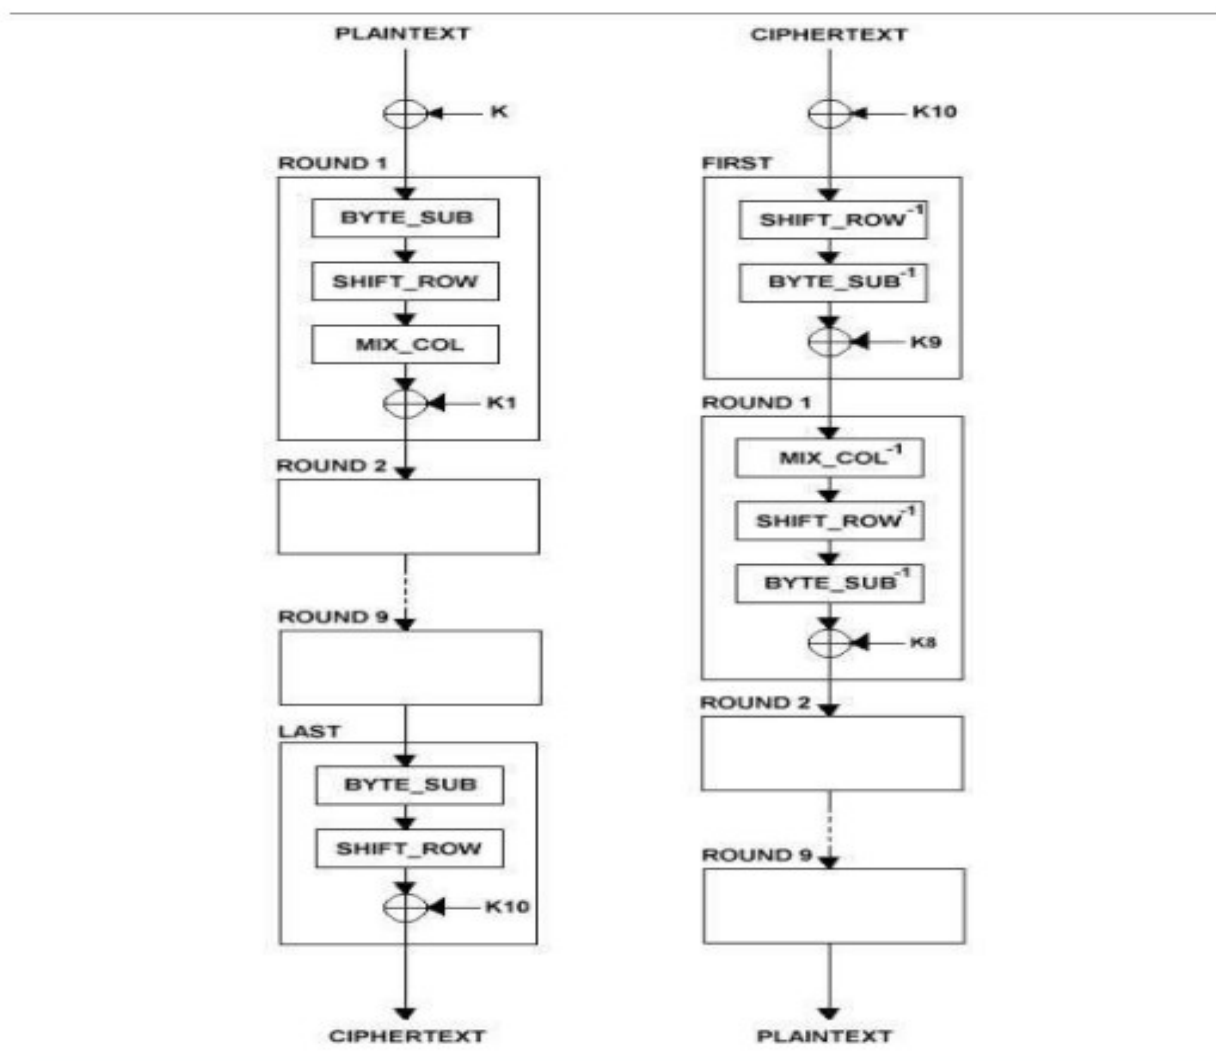 PLAINTEXT
K
ROUND 1
BYTE_SUB
SHIFT_ROW
MIX_COL
K1
ROUND 2
ROUND 9
LAST
BYTE_SUB
SHIFT_ROW
K10
CIPHERTEXT
CIPHERTEXT
K10
FIRST
SHIFT_ROW-1
BYTE_SUB-1
K9
ROUND 1
MIX_COL-1
SHIFT_ROW-1
BYTE_SUB-1
K8
ROUND 2
ROUND 9
PLAINTEXT